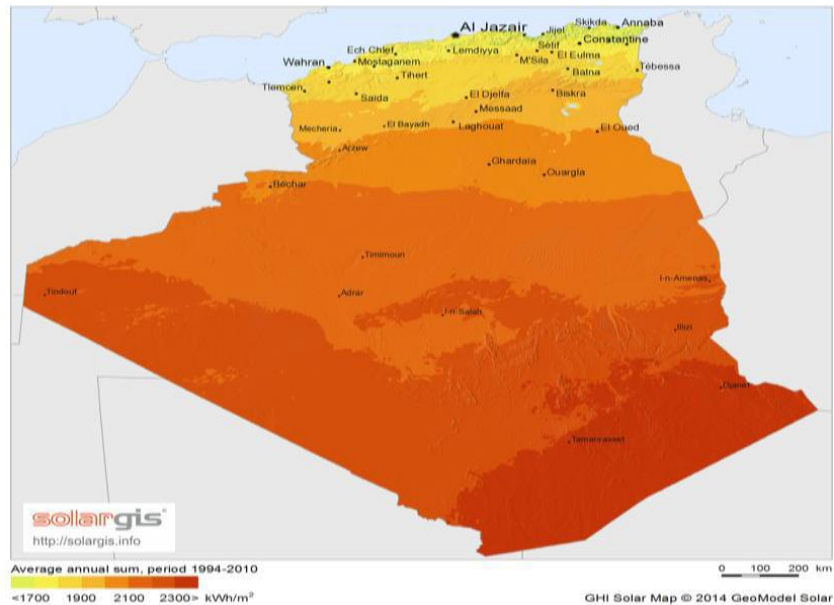 Skikda
Annaba
Al Jazair
Jijel
Constantine
Ech Chlef
Lemdiyya
Sétif
El Eulma
Wahran
Mostaganem
M'Sila
Tihert
Batna
Tébessa
Tlemcen
Saida
El Djelfa
Biskra
Messaad
Mecheria
El Bayadh
Laghouat
El Oued
Arzew
Ghardaia
Ouargla
Bechar
Timimoun
I-n-Amenas
Tindouf
Adrar
I-n-Salah
Illizi
Djanet
Tamanrasset
solargis
http://solargis.info
Average annual sum, period 1994-2010
<1700 1900 2100 2300> kWh/m²
0 100 200 km
GHI Solar Map © 2014 GeoModel Solar